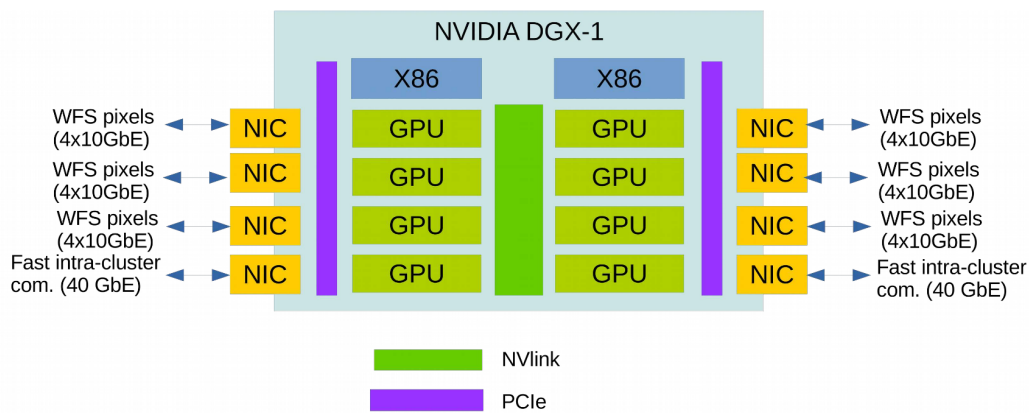 NVIDIA DGX-1
X86
X86
WFS pixels
(4x10GbE)
NIC
GPU
GPU
NIC
WFS pixels
(4x10GbE)
WFS pixels
(4x10GbE)
NIC
GPU
GPU
NIC
WFS pixels
(4x10GbE)
WFS pixels
(4x10GbE)
NIC
GPU
GPU
NIC
WFS pixels
(4x10GbE)
Fast intra-cluster
com. (40 GbE)
NIC
GPU
GPU
NIC
Fast intra-cluster
com. (40 GbE)
NVlink
PCIe